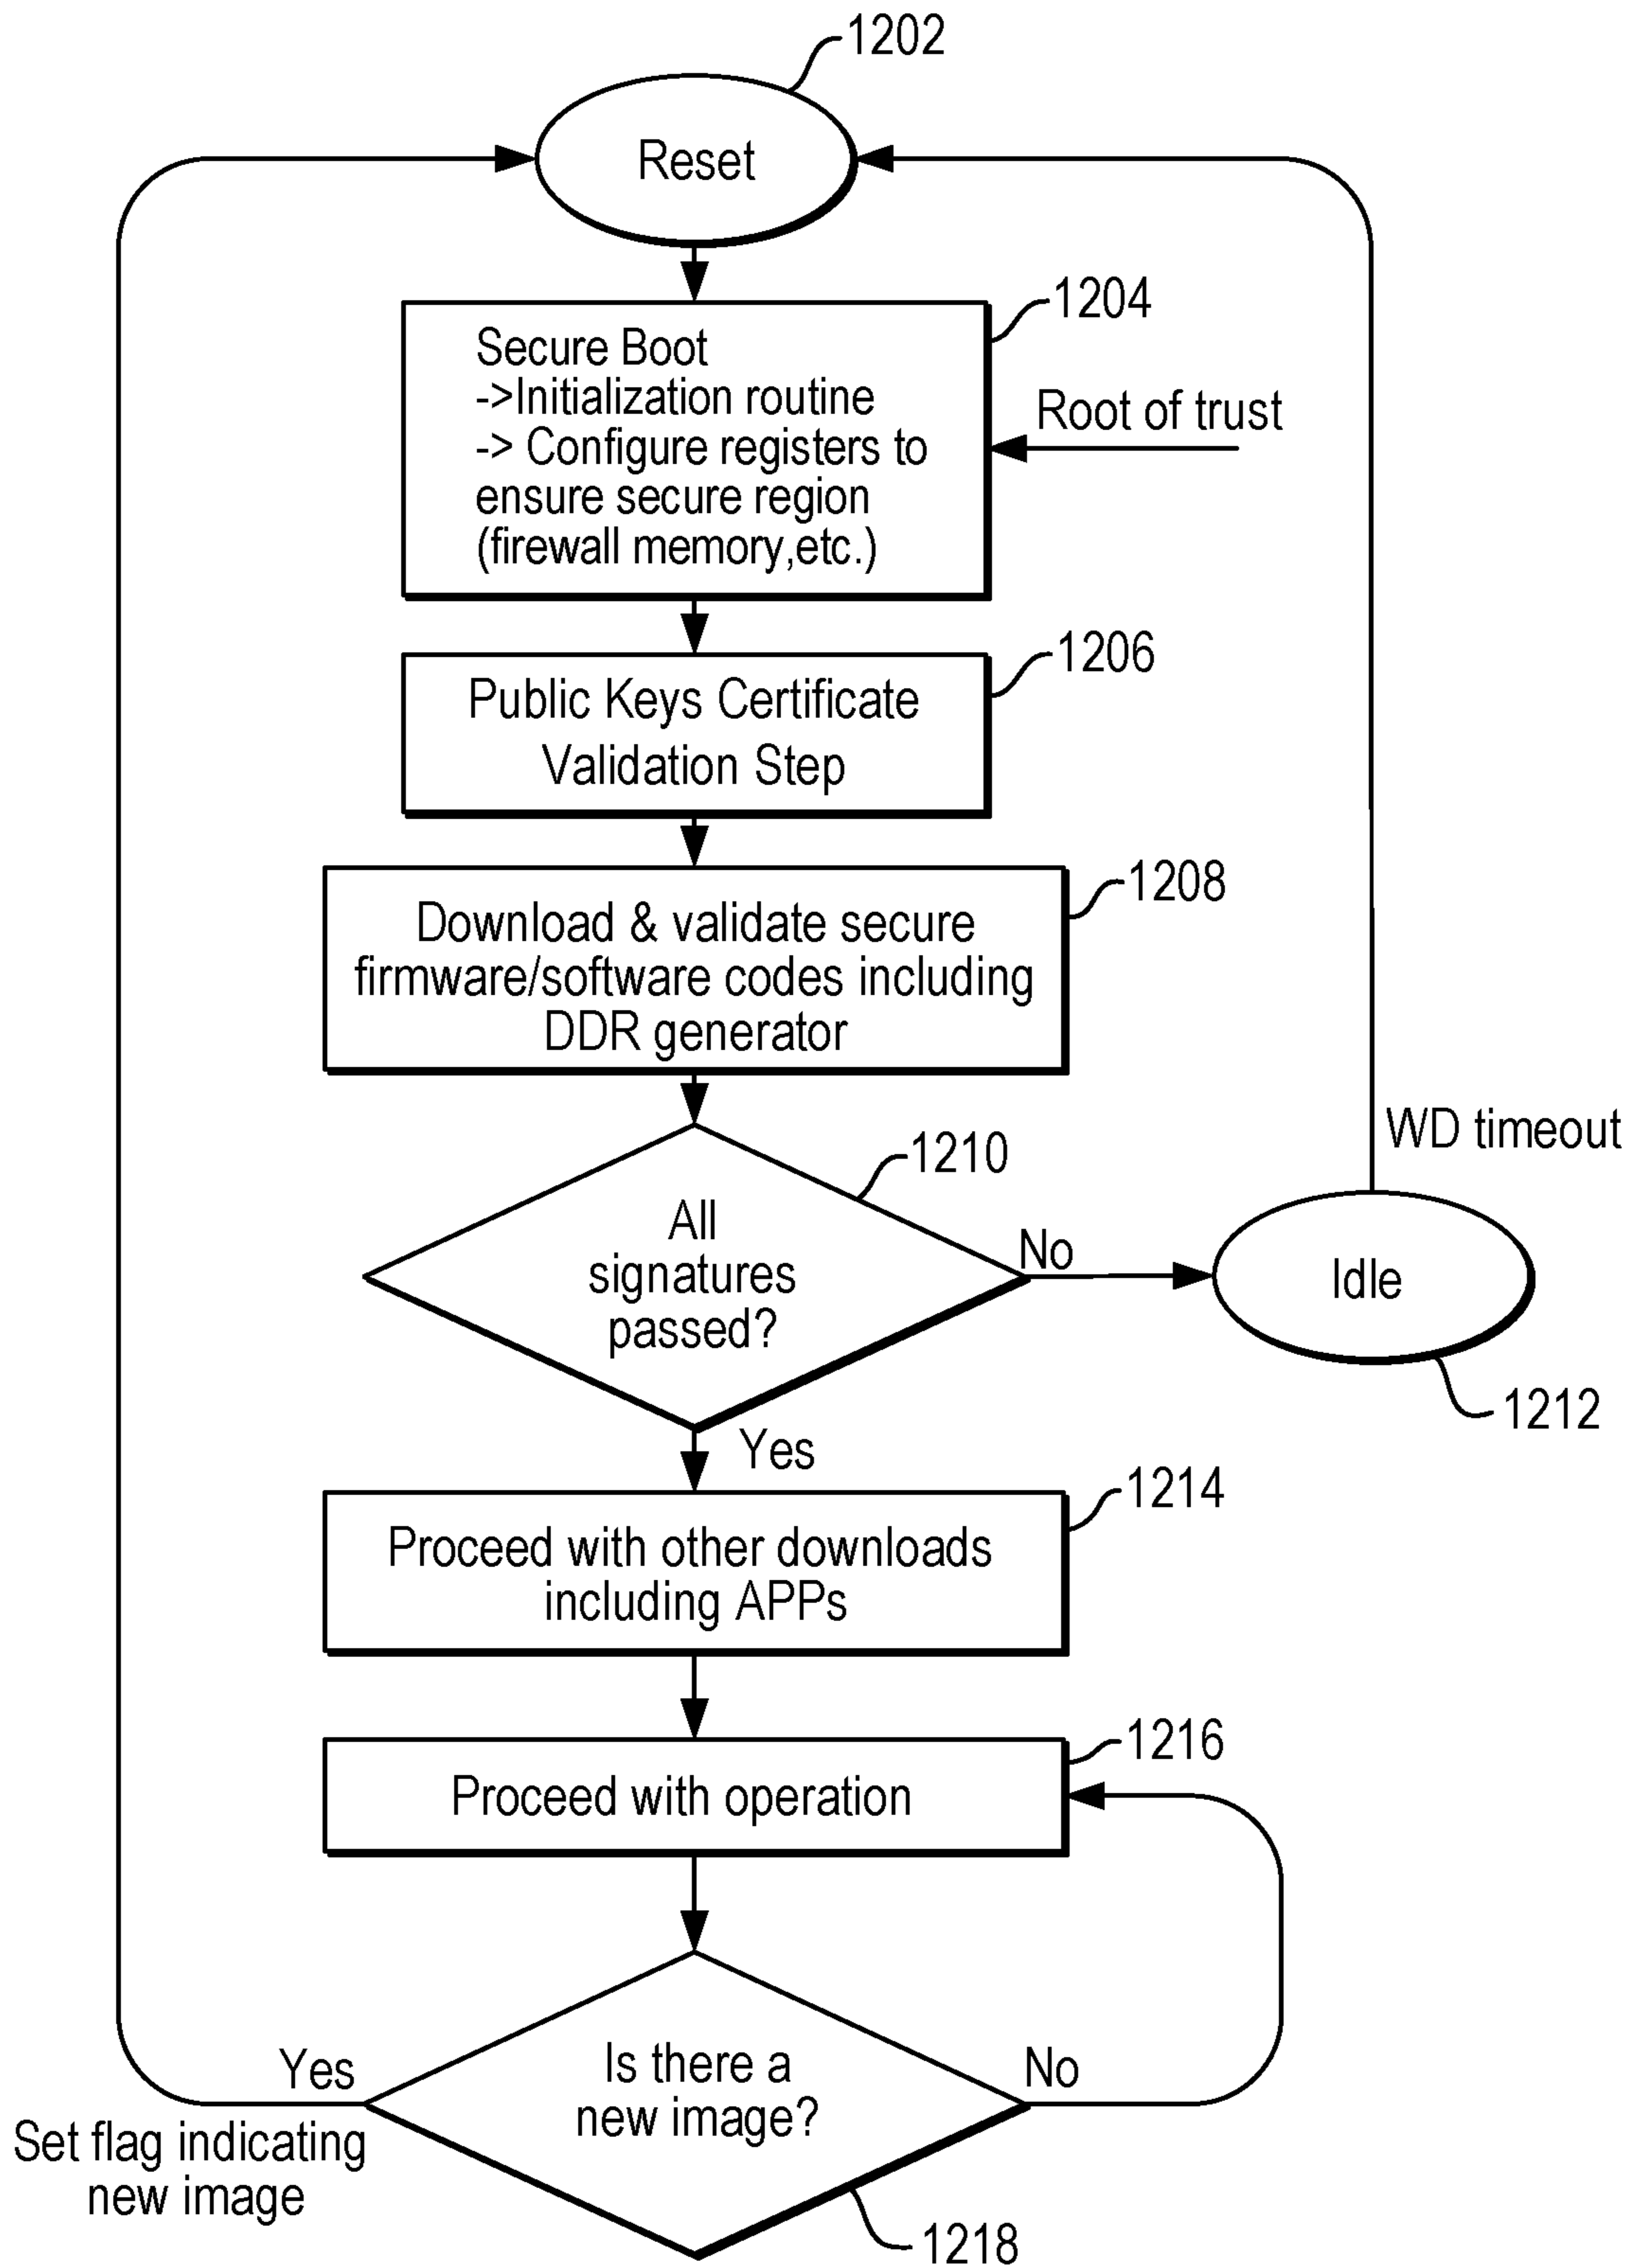 1202
Reset
1204
Secure Boot
->Initialization routine
-> Configure registers to
ensure secure region
(firewall memory,etc.)
Root of trust
1206
Public Keys Certificate
Validation Step
1208
Download & validate secure
firmware/software codes including
DDR generator
WD timeout
1210
All
signatures
passed?
No
Idle
1212
Yes
1214
Proceed with other downloads
including APPs
1216
Proceed with operation
Is there a
new image?
Yes
No
Set flag indicating
new image
1218